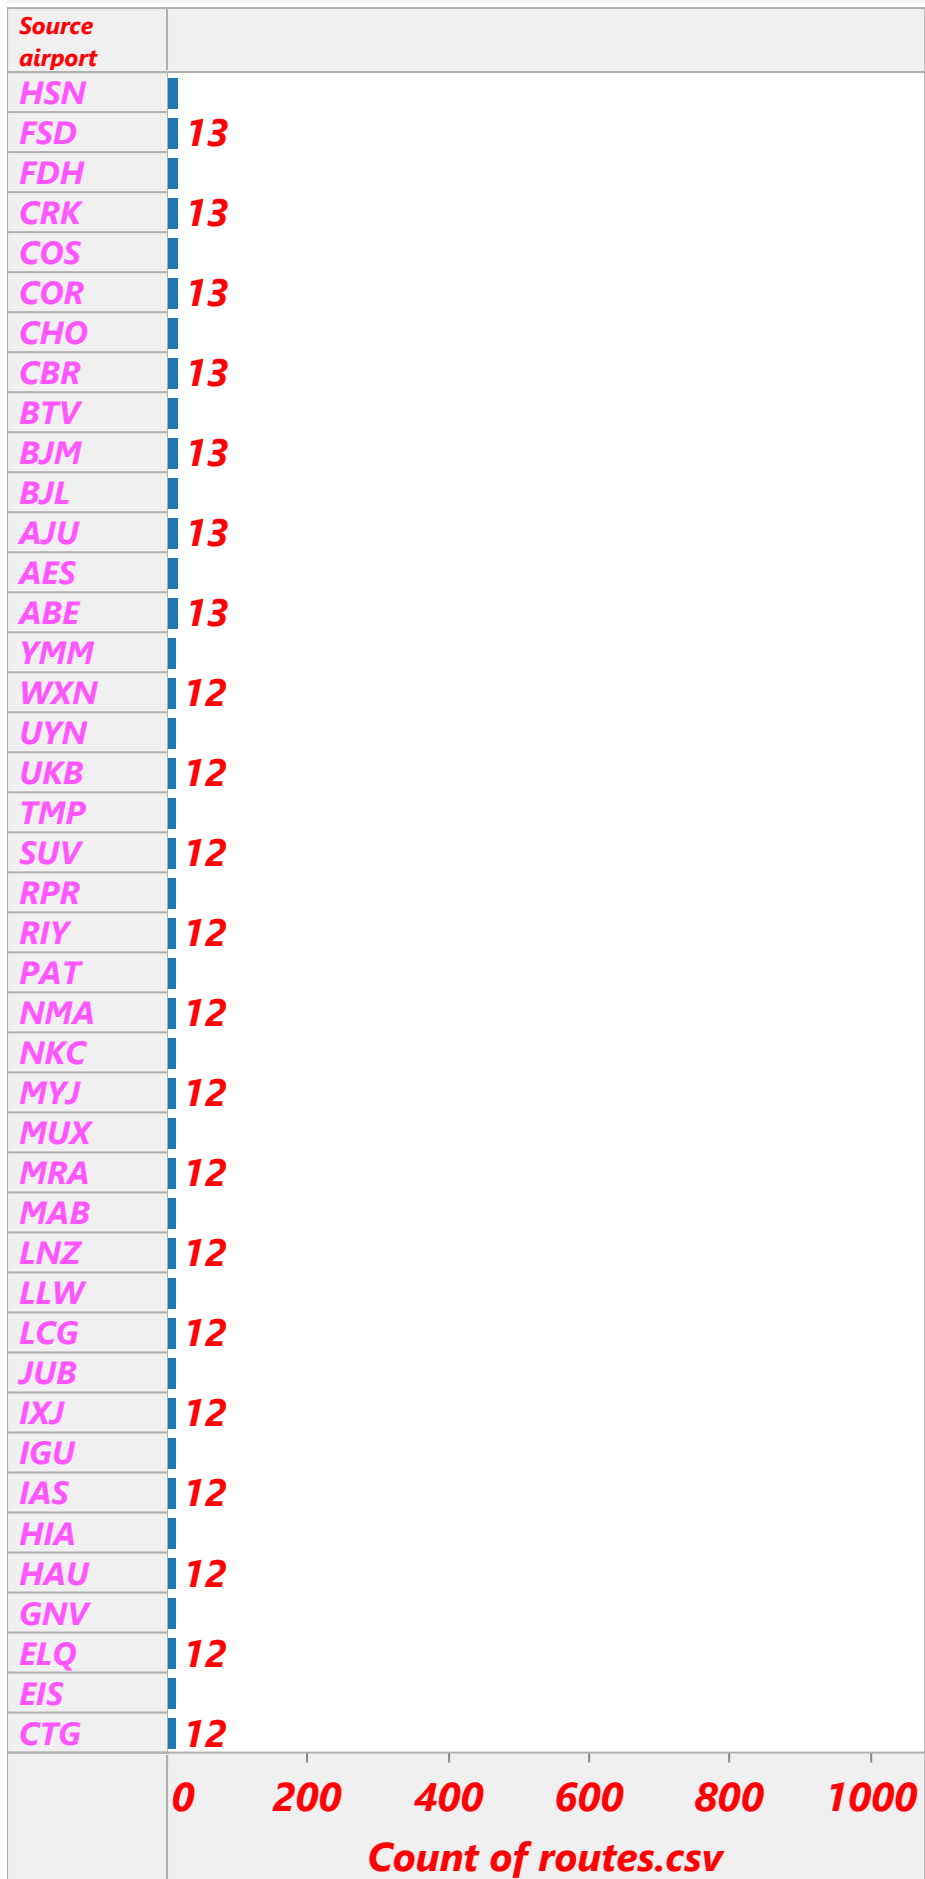 Source
airport
HSN
FSD 13
FDH
CRK 13
COS
COR 13
CHO
CBR 13
BTV
BJM 13
BJL
AJU 13
AES
ABE 13
YMM
WXN 12
UYN
UKB 12
TMP
SUV 12
RPR
RIY 12
PAT
NMA 12
NKC
MYJ 12
MUX
MRA 12
MAB
LNZ 12
LLW
LCG 12
JUB
IXJ 12
IGU
IAS 12
HIA
HAU 12
GNV
ELQ 12
EIS
CTG 12
0 200 400 600 800 1000
Count of routes.csv